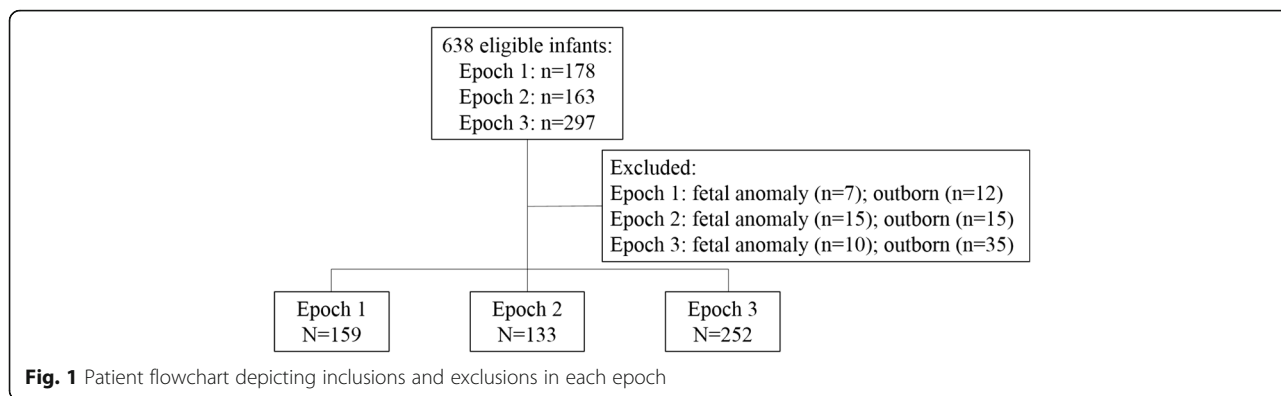 638 eligible infants:
Epoch 1: n=178
Epoch 2: n=163
Epoch 3: n=297
Excluded:
Epoch 1: fetal anomaly (n=7); outborn (n=12)
Epoch 2: fetal anomaly (n=15); outborn (n=15)
Epoch 3: fetal anomaly (n=10); outborn (n=35)
Epoch 1
N=159
Epoch 2
N=133
Epoch 3
N=252
Fig. 1 Patient flowchart depicting inclusions and exclusions in each epoch